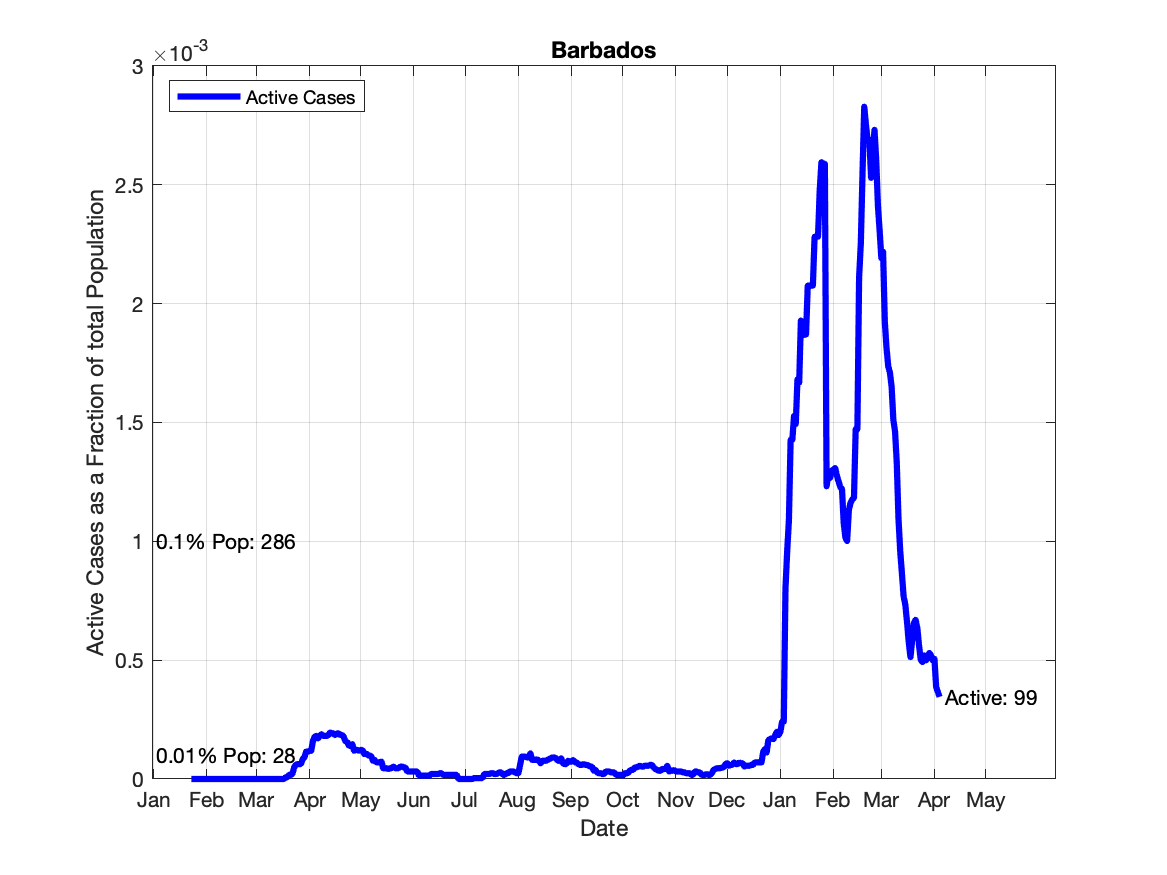 Barbados
×10-3
3
2.5
2
1.5
1
0.5
0
Active Cases as a Fraction of total Population
Active Cases
0.1% Pop: 286
0.01% Pop: 28
Active: 99
Jan Feb Mar Apr May Jun Jul Aug Sep Oct Nov Dec Jan Feb Mar Apr May
Date